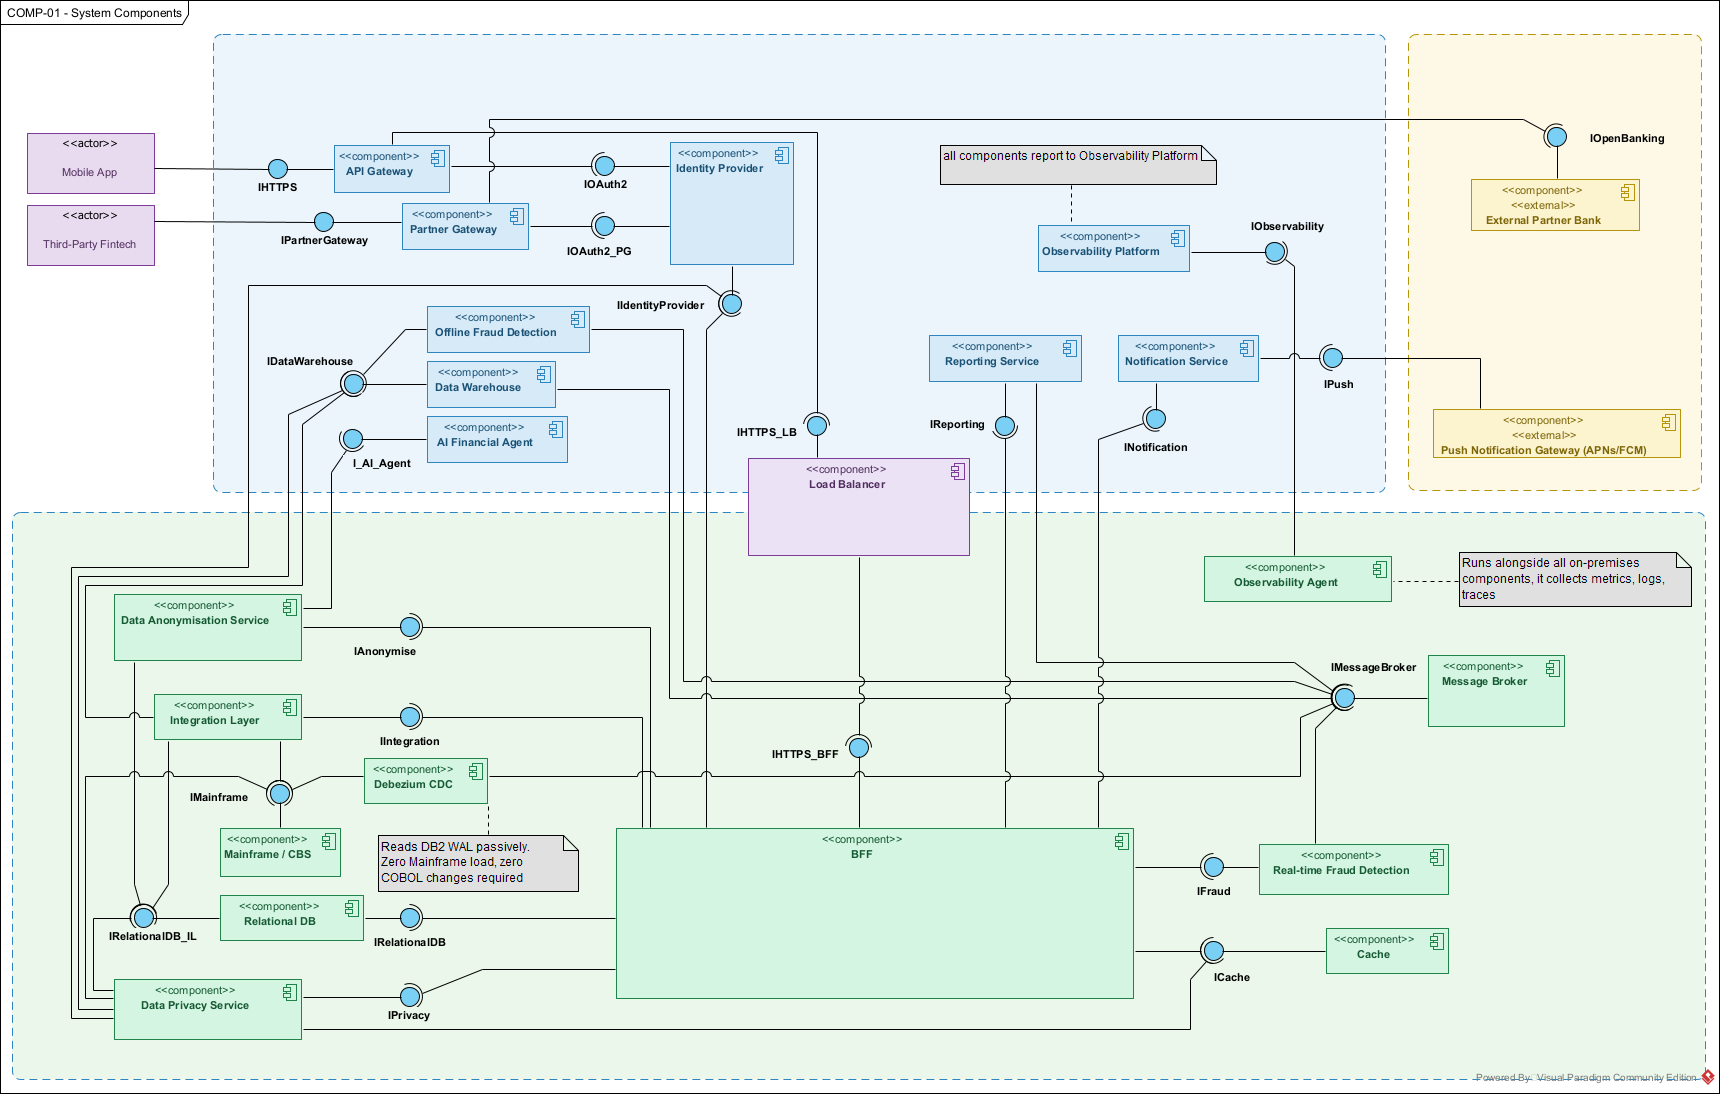 COMP-01 - System Components
<<actor>>
Mobile App
<<actor>>
Third-Party Fintech
IHTTPS
IPartnerGateway
<<component>>
API Gateway
<<component>>
Partner Gateway
IOAuth2
IOAuth2_PG
<<component>>
Identity Provider
IIdentityProvider
all components report to Observability Platform
<<component>>
Observability Platform
IObservability
IOpenBanking
<<component>>
<<external>>
External Partner Bank
<<component>>
Offline Fraud Detection
IDataWarehouse
<<component>>
Data Warehouse
<<component>>
AI Financial Agent
I_AI_Agent
IHTTPS_LB
<<component>>
Reporting Service
<<component>>
Notification Service
IPush
IReporting
INotification
<<component>>
<<external>>
Push Notification Gateway (APNs/FCM)
<<component>>
Load Balancer
<<component>>
Observability Agent
Runs alongside all on-premises
components, it collects metrics, logs,
traces
<<component>>
Data Anonymisation Service
IAnonymise
IMessageBroker
<<component>>
Message Broker
<<component>>
Integration Layer
IIntegration
IHTTPS_BFF
<<component>>
Debezium CDC
IMainframe
<<component>>
Mainframe / CBS
Reads DB2 WAL passively.
Zero Mainframe load, zero
COBOL changes required
<<component>>
BFF
<<component>>
Real-time Fraud Detection
IFraud
<<component>>
Relational DB
IRelationalDB_IL
IRelationalDB
<<component>>
Cache
ICache
<<component>>
Data Privacy Service
IPrivacy
Powered By: Visual Paradigm Community Edition